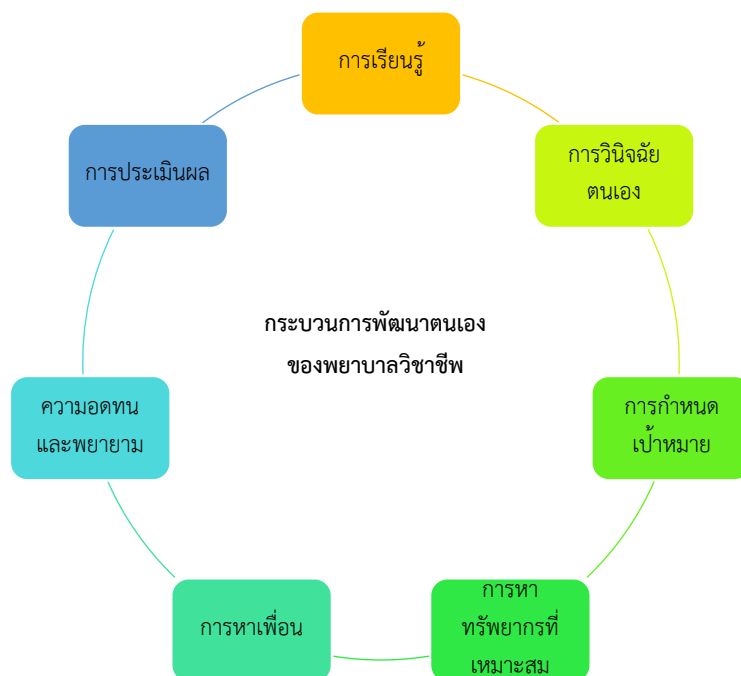 การเรียนรู้
การวินิจฉัย
ตนเอง
การกำหนด
เป้าหมาย
การหา
ทรัพยากรที่
เหมาะสม
การหาเพื่อน
ความอดทน
และพยายาม
การประเมินผล
กระบวนการพัฒนาตนเอง
ของพยาบาลวิชาชีพ